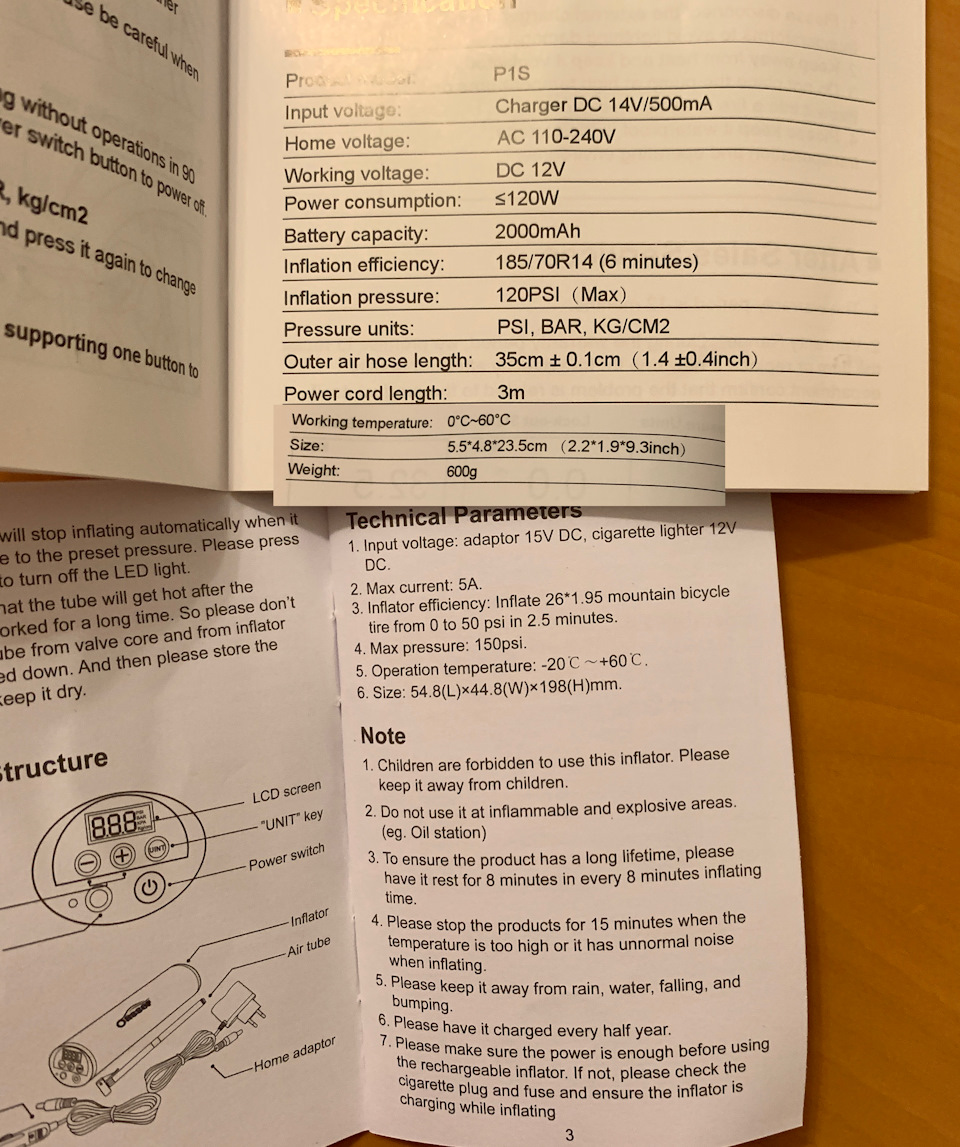 se be careful when
g without operations in 90
er switch button to power off.
R, kg/cm2
nd press it again to change
supporting one button to
Specification
Product model: P1S
Input voltage: Charger DC 14V/500mA
Home voltage: AC 110-240V
Working voltage: DC 12V
Power consumption: ≤120W
Battery capacity: 2000mAh
Inflation efficiency: 185/70R14 (6 minutes)
Inflation pressure: 120PSI（Max）
Pressure units: PSI, BAR, KG/CM2
Outer air hose length: 35cm ± 0.1cm（1.4 ±0.4inch）
Power cord length: 3m
Working temperature: 0°C~60°C
Size: 5.5*4.8*23.5cm （2.2*1.9*9.3inch）
Weight: 600g
will stop inflating automatically when it
e to the preset pressure. Please press
to turn off the LED light.
hat the tube will get hot after the
orked for a long time. So please don't
ube from valve core and from inflator
ed down. And then please store the
keep it dry.
Structure
LCD screen
"UNIT" key
Power switch
Inflator
Air tube
Home adaptor
8.8.8
PSI
BAR
KPA
UINT
Technical Parameters
1. Input voltage: adaptor 15V DC, cigarette lighter 12V
DC.
2. Max current: 5A.
3. Inflator efficiency: Inflate 26*1.95 mountain bicycle
tire from 0 to 50 psi in 2.5 minutes.
4. Max pressure: 150psi.
5. Operation temperature: -20℃～+60℃.
6. Size: 54.8(L)×44.8(W)×198(H)mm.
Note
1. Children are forbidden to use this inflator. Please
keep it away from children.
2. Do not use it at inflammable and explosive areas.
(eg. Oil station)
3. To ensure the product has a long lifetime, please
have it rest for 8 minutes in every 8 minutes inflating
time.
4. Please stop the products for 15 minutes when the
temperature is too high or it has unnormal noise
when inflating.
5. Please keep it away from rain, water, falling, and
bumping.
6. Please have it charged every half year.
7. Please make sure the power is enough before using
the rechargeable inflator. If not, please check the
cigarette plug and fuse and ensure the inflator is
charging while inflating
3